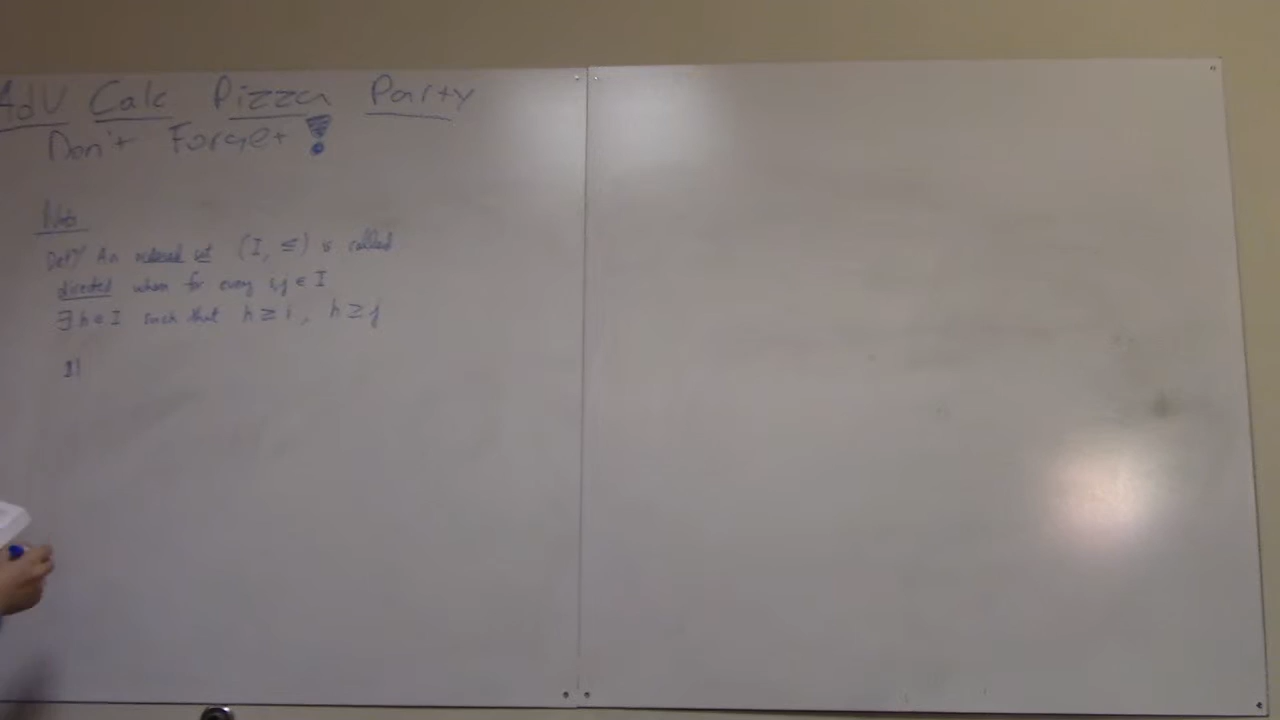 Adv Calc Pizza Party
Don't Forget!
Nets
Def: An ordered set (I, ≤) is called
directed when for every i,j ∈ I
∃ h ∈ I such that h ≥ i, h ≥ j